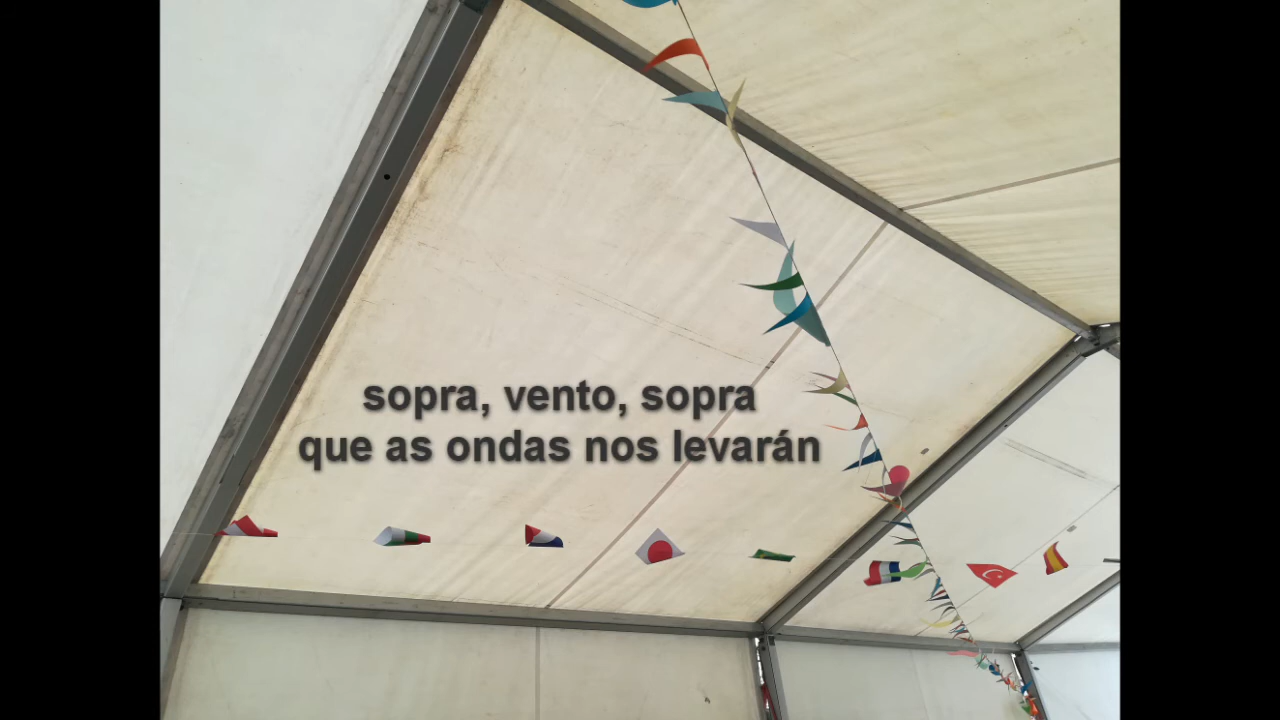 sopra, vento, sopra
que as ondas nos levarán